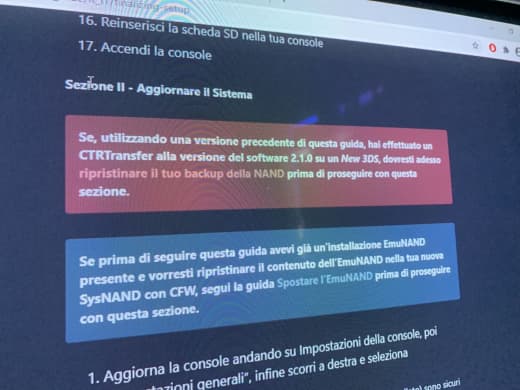 finalizing-setup
16. Reinserisci la scheda SD nella tua console
17. Accendi la console
Sezione II - Aggiornare il Sistema
Se, utilizzando una versione precedente di questa guida, hai effettuato un
CTRTransfer alla versione del software 2.1.0 su un New 3DS, dovresti adesso
ripristinare il tuo backup della NAND prima di proseguire con questa
sezione.
Se prima di seguire questa guida avevi già un'installazione EmuNAND
presente e vorresti ripristinare il contenuto dell'EmuNAND nella tua nuova
SysNAND con CFW, segui la guida Spostare l'EmuNAND prima di proseguire
con questa sezione.
1. Aggiorna la console andando su Impostazioni della console, poi
generali", infine scorri a destra e seleziona
sono sicuri